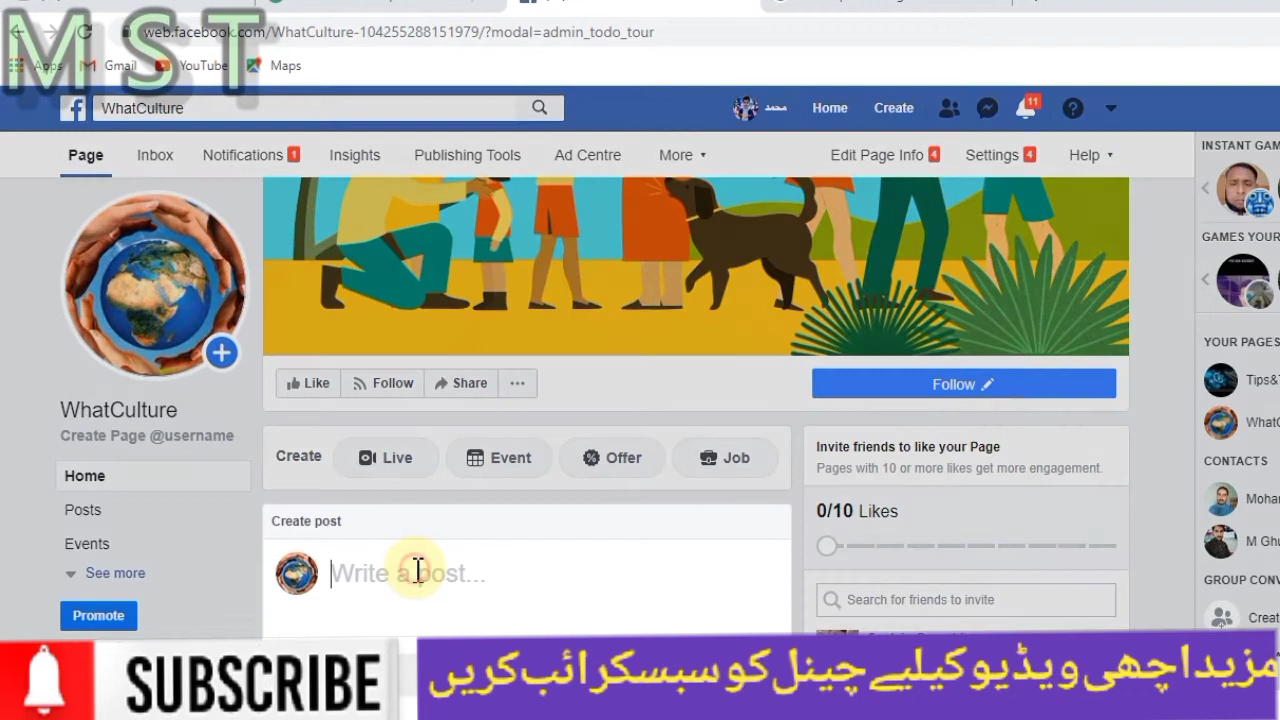 MST
web.facebook.com/WhatCulture-104255288151979/?modal=admin_todo_tour
Apps Gmail YouTube Maps
WhatCulture محمد Home Create 11
Page Inbox Notifications 1 Insights Publishing Tools Ad Centre More Edit Page Info 4 Settings 4 Help
INSTANT GAM
GAMES YOUR
YOUR PAGES
Tips&T
WhatC
CONTACTS
Mohar
M Ghu
GROUP CONV
Creat
Like Follow Share ... Follow
WhatCulture
Create Page @username
Home
Posts
Events
See more
Promote
Create Live Event Offer Job
Create post
Write a post...
Invite friends to like your Page
Pages with 10 or more likes get more engagement.
0/10 Likes
Search for friends to invite
SUBSCRIBE
مزید اچھی ویڈیو کیلیے چینل کو سبسکرائب کریں